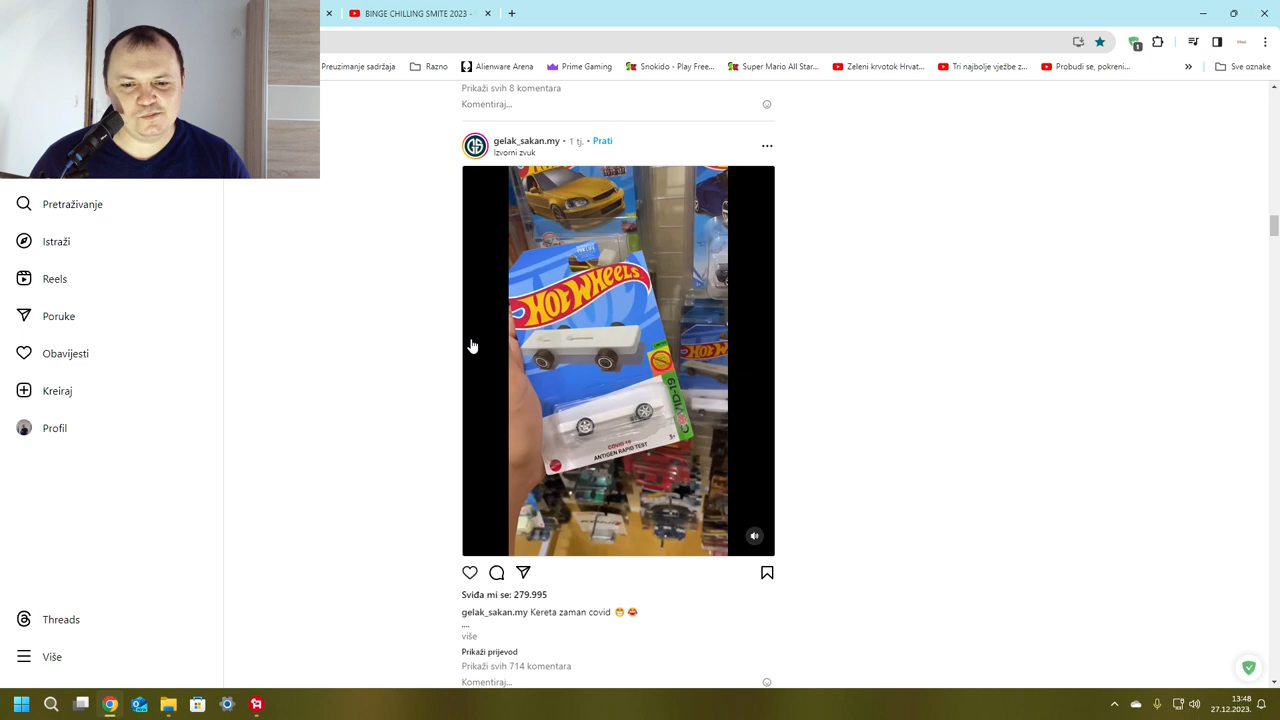 BINGE CHILLING SMITE 2023 -
1
Preuzimanje sadržaja
Razno
Alienware Arena
Prime Gaming
Snokido - Play Free...
Super Mario All Star...
Zeleni krvotok Hrvat...
Tri najbolje vježbe z...
Probudi se, pokreni...
»
Sve oznake
Prikaži svih 8 komentara
Komentiraj...
gelak_sakan.my • 1 tj. • Prati
Izvorni zvuk
Pretraživanje
Istraži
Reels
Poruke
Obavijesti
Kreiraj
Profil
Threads
Više
HOT WHEELS
COVID-19
COVID-19
ANTIGEN RAPID TEST
3+
Sviđa mi se: 279.995
gelak_sakan.my Kereta zaman covid 😁😂
....
više
Prikaži prijevod
Prikaži svih 714 komentara
Komentiraj...
13:48
27.12.2023.